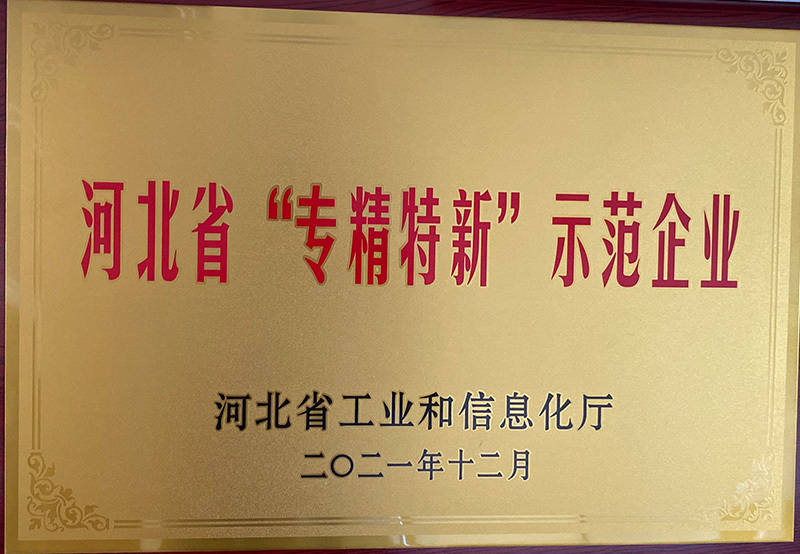 河北省“专精特新”示范企业
河北省工业和信息化厅
二〇二一年十二月